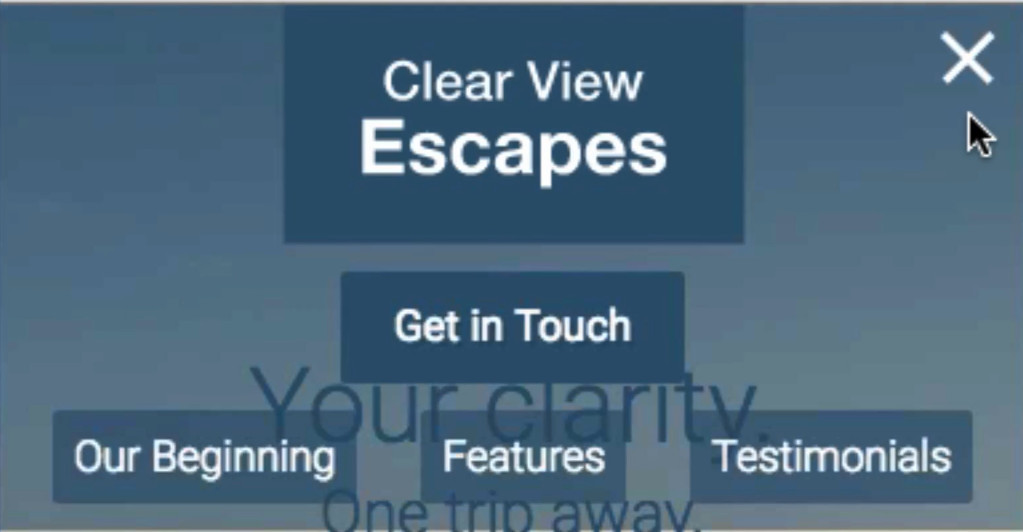 Clear View
Escapes
Get in Touch
Your clarity.
Our Beginning Features Testimonials
One trip away.